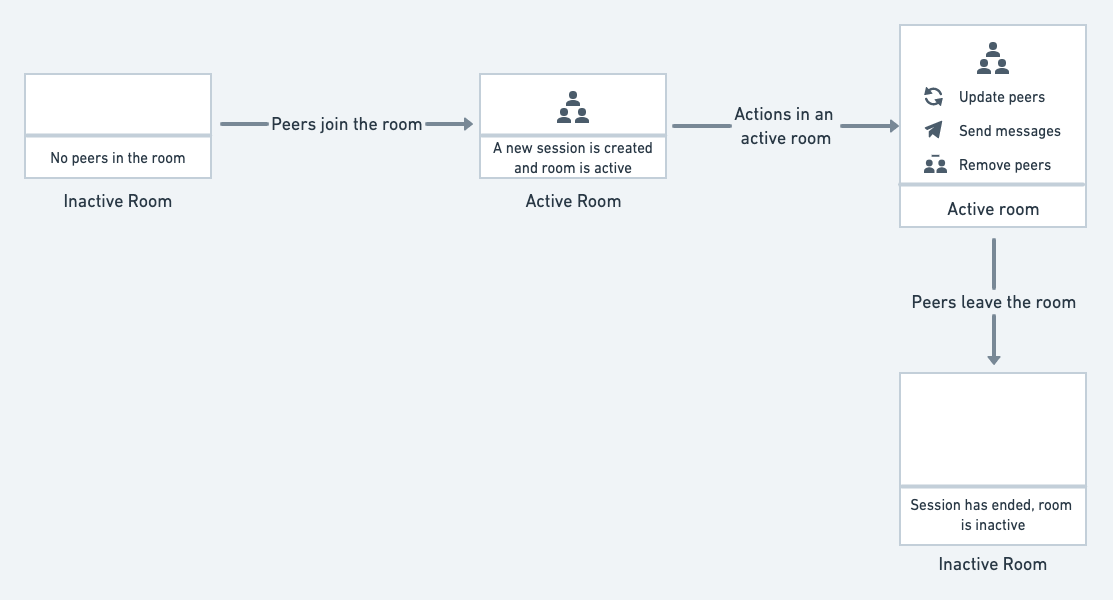 No peers in the room
Inactive Room
Peers join the room
A new session is created
and room is active
Active Room
Actions in an
active room
Update peers
Send messages
Remove peers
Active room
Peers leave the room
Session has ended, room
is inactive
Inactive Room